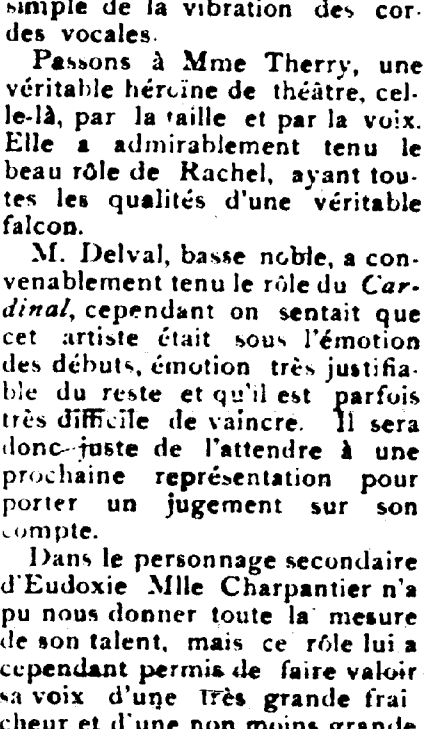 simple de la vibration des cor-
des vocales.
Passons à Mme Therry, une
véritable héroïne de théâtre, cel-
le-là, par la taille et par la voix.
Elle a admirablement tenu le
beau rôle de Rachel, ayant tou-
tes les qualités d'une véritable
falcon.
M. Delval, basse noble, a con-
venablement tenu le rôle du Car-
dinal, cependant on sentait que
cet artiste était sous l'émotion
des débuts, émotion très justifia-
ble du reste et qu'il est parfois
très difficile de vaincre. Il sera
donc juste de l'attendre à une
prochaine représentation pour
porter un jugement sur son
compte.
Dans le personnage secondaire
d'Eudoxie Mlle Charpantier n'a
pu nous donner toute la mesure
de son talent, mais ce rôle lui a
cependant permis de faire valoir
sa voix d'une très grande frai
cheur et d'une non moins grande